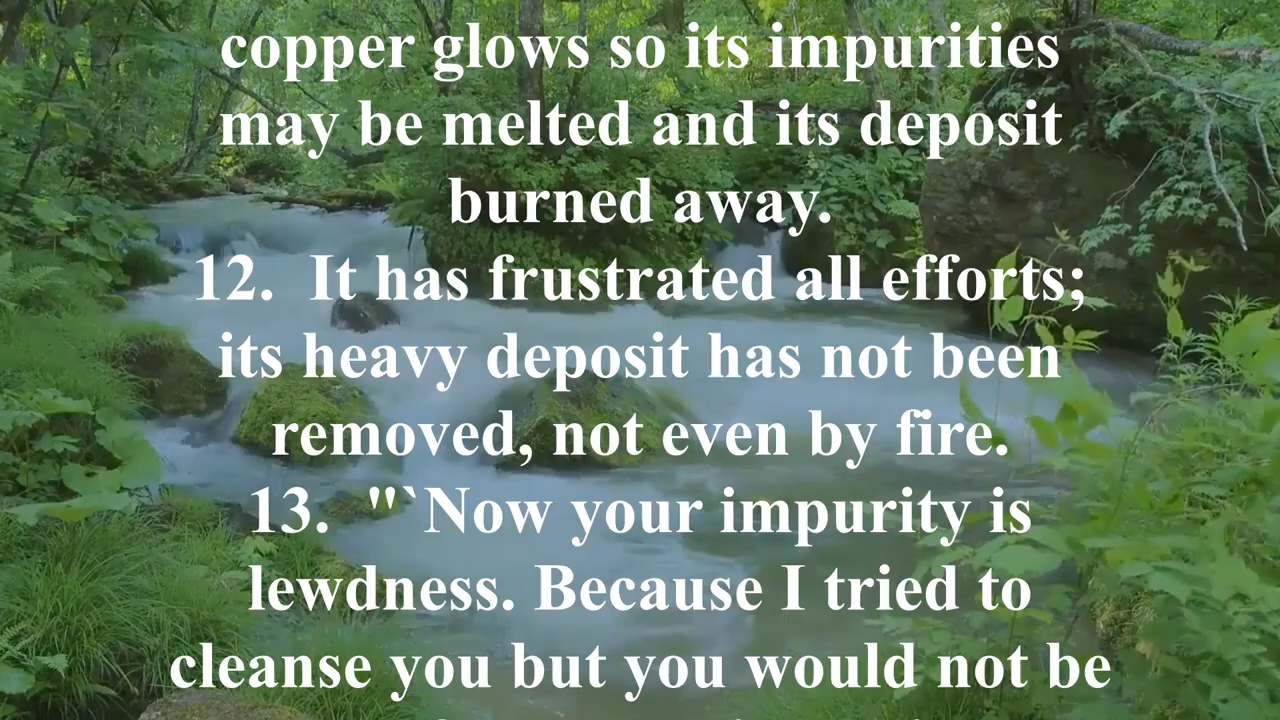 copper glows so its impurities
may be melted and its deposit
burned away.
12.  It has frustrated all efforts;
its heavy deposit has not been
removed, not even by fire.
13.  "`Now your impurity is
lewdness. Because I tried to
cleanse you but you would not be